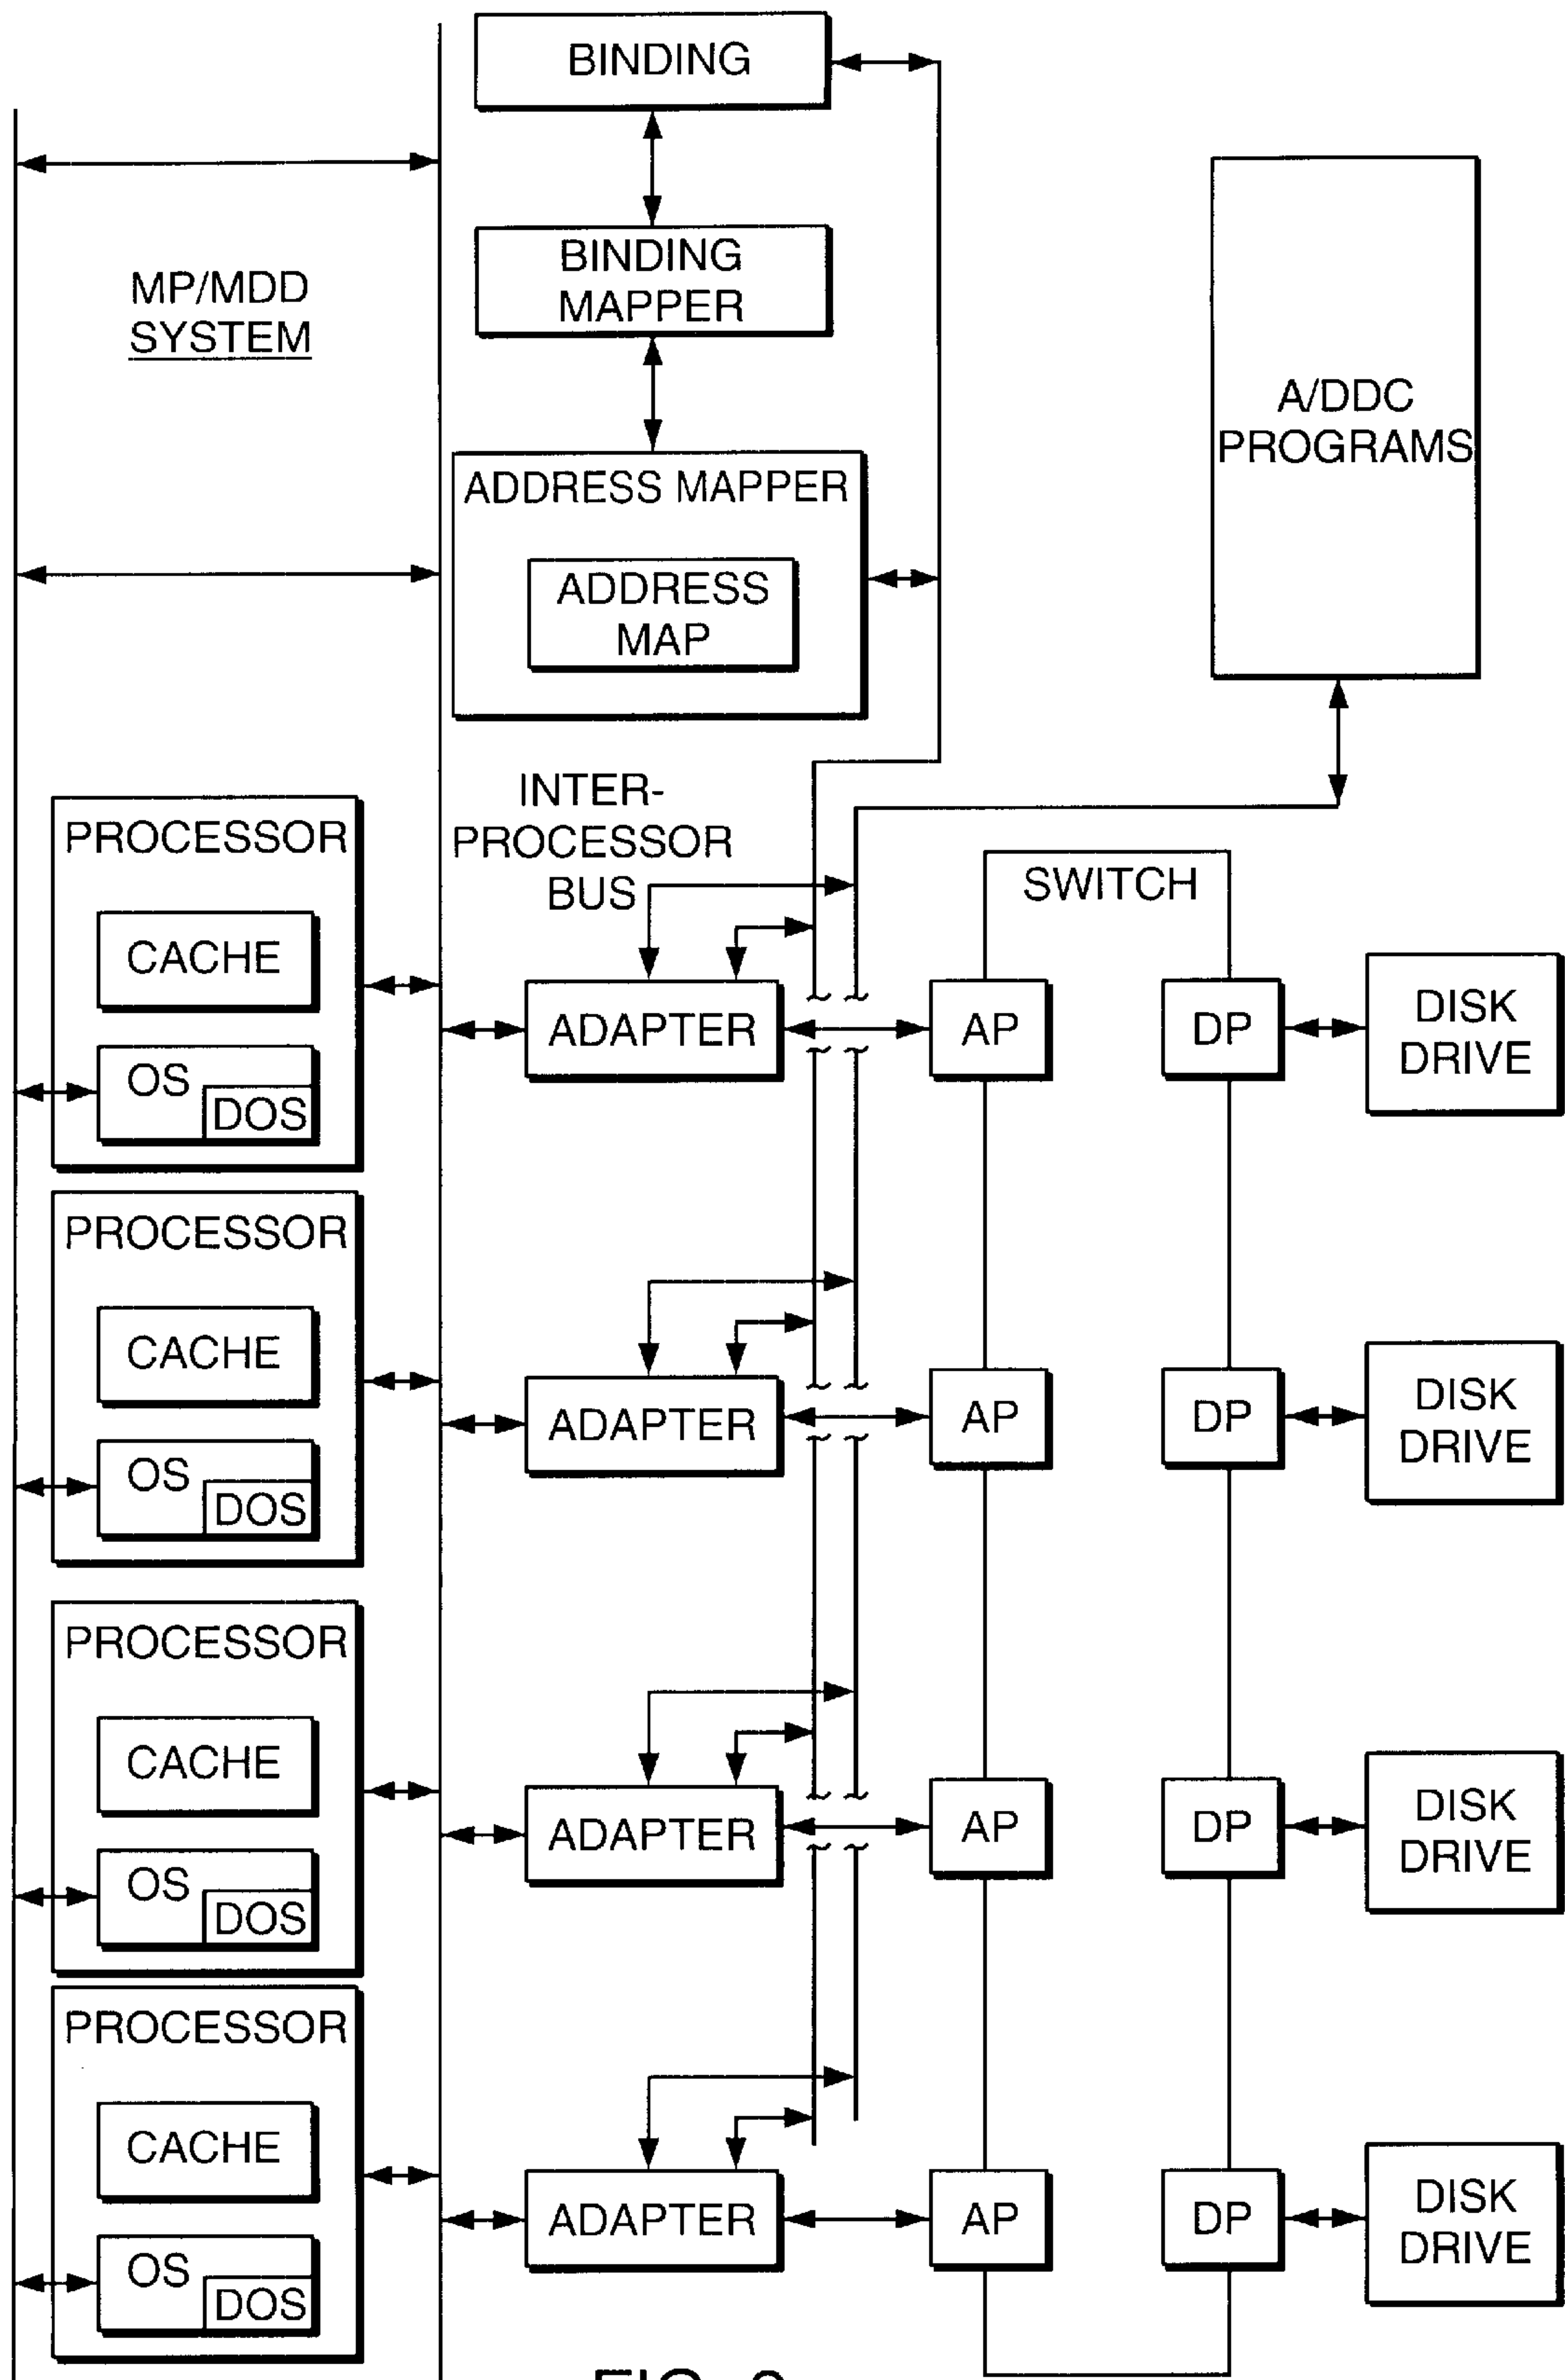 BINDING
BINDING
MAPPER
MP/MDD
SYSTEM
A/DDC
PROGRAMS
ADDRESS MAPPER
ADDRESS
MAP
INTER-
PROCESSOR
BUS
SWITCH
PROCESSOR
CACHE
OS
DOS
ADAPTER
AP
DP
DISK
DRIVE
PROCESSOR
CACHE
OS
DOS
ADAPTER
AP
DP
DISK
DRIVE
PROCESSOR
CACHE
OS
DOS
ADAPTER
AP
DP
DISK
DRIVE
PROCESSOR
CACHE
OS
DOS
ADAPTER
AP
DP
DISK
DRIVE
FIG.